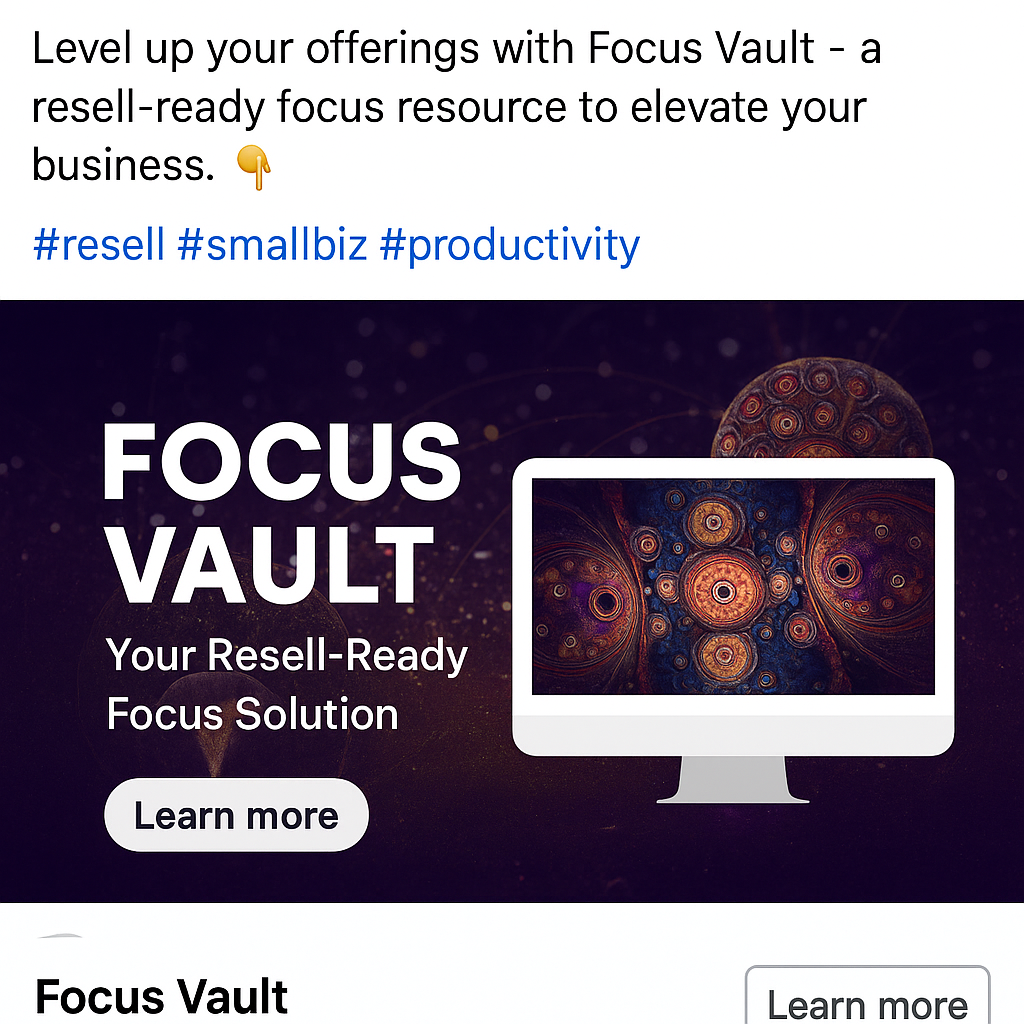 Level up your offerings with Focus Vault - a
resell-ready focus resource to elevate your
business. 👇
#resell #smallbiz #productivity
FOCUS
VAULT
Your Resell-Ready
Focus Solution
Learn more
Focus Vault
Learn more